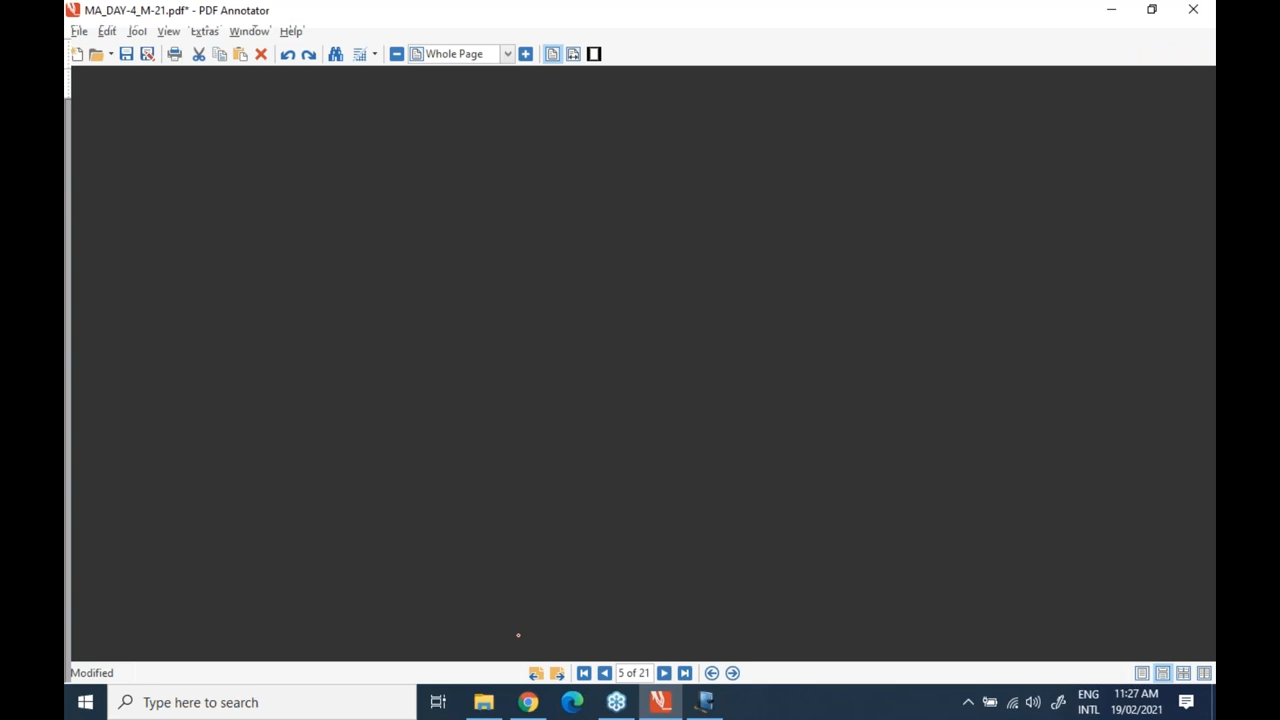 MA_DAY-4_M-21.pdf* - PDF Annotator
File Edit Tool View Extras Window Help
Whole Page
Modified
5 of 21
Type here to search
ENG
INTL
11:27 AM
19/02/2021